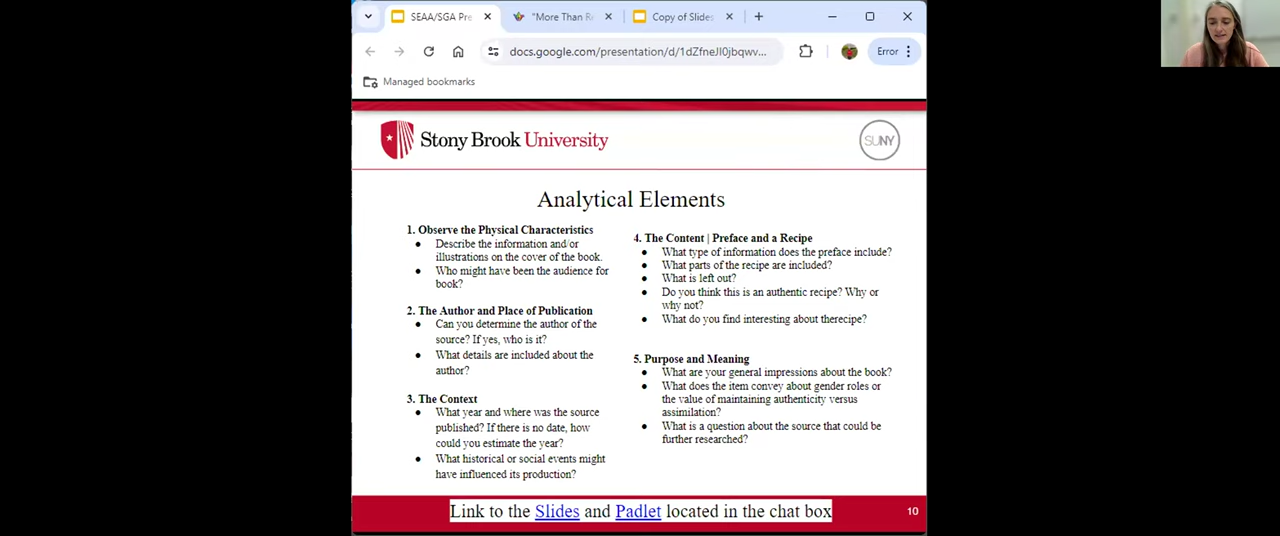 SEAA/SGA Pre
"More Than Re
Copy of Slides
docs.google.com/presentation/d/1dZfneJl0jbqwv...
Error
Managed bookmarks
Stony Brook University
SUNY
Analytical Elements
1. Observe the Physical Characteristics
● Describe the information and/or
illustrations on the cover of the book.
● Who might have been the audience for
book?
2. The Author and Place of Publication
● Can you determine the author of the
source? If yes, who is it?
● What details are included about the
author?
3. The Context
● What year and where was the source
published? If there is no date, how
could you estimate the year?
● What historical or social events might
have influenced its production?
4. The Content | Preface and a Recipe
● What type of information does the preface include?
● What parts of the recipe are included?
● What is left out?
● Do you think this is an authentic recipe? Why or
why not?
● What do you find interesting about therecipe?
5. Purpose and Meaning
● What are your general impressions about the book?
● What does the item convey about gender roles or
the value of maintaining authenticity versus
assimilation?
● What is a question about the source that could be
further researched?
Link to the Slides and Padlet located in the chat box
10